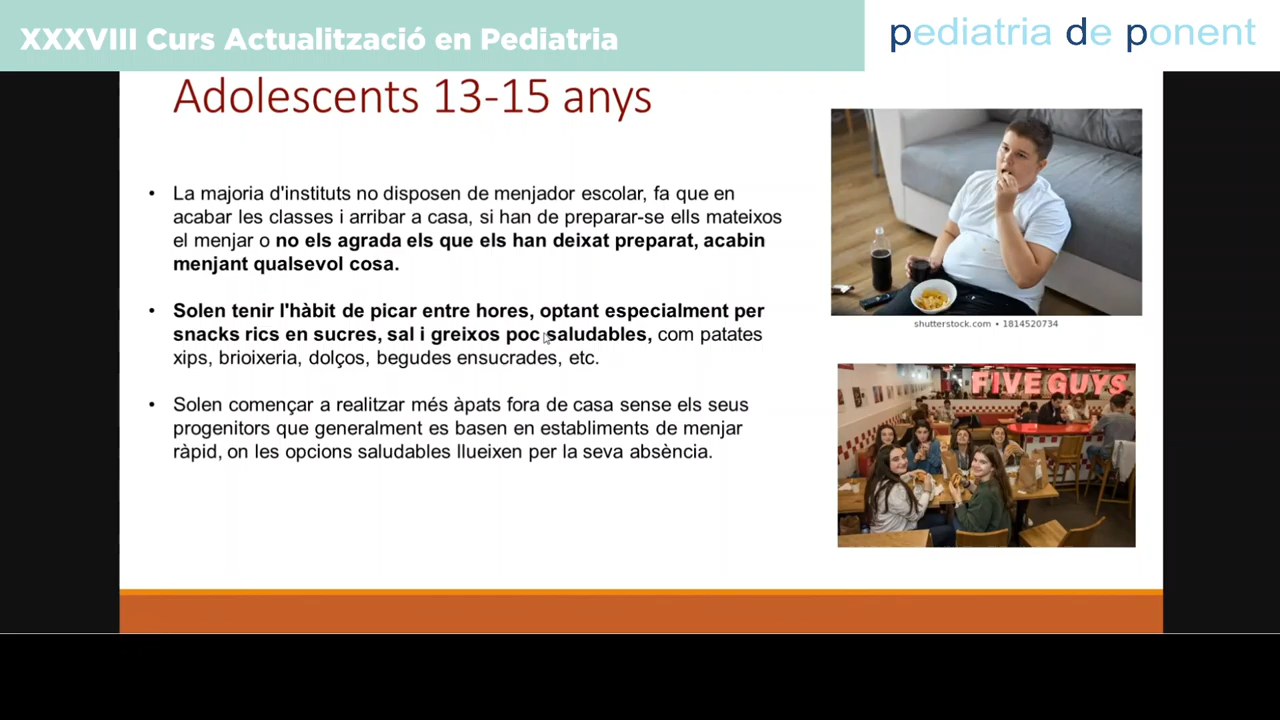 XXXVIII Curs Actualització en Pediatria
pediatria de ponent
Adolescents 13-15 anys
• La majoria d'instituts no disposen de menjador escolar, fa que en
acabar les classes i arribar a casa, si han de preparar-se ells mateixos
el menjar o no els agrada els que els han deixat preparat, acabin
menjant qualsevol cosa.
• Solen tenir l'hàbit de picar entre hores, optant especialment per
snacks rics en sucres, sal i greixos poc saludables, com patates
xips, brioixeria, dolços, begudes ensucrades, etc.
• Solen començar a realitzar més àpats fora de casa sense els seus
progenitors que generalment es basen en establiments de menjar
ràpid, on les opcions saludables llueixen per la seva absència.
shutterstock.com • 1814520734
FIVE GUYS